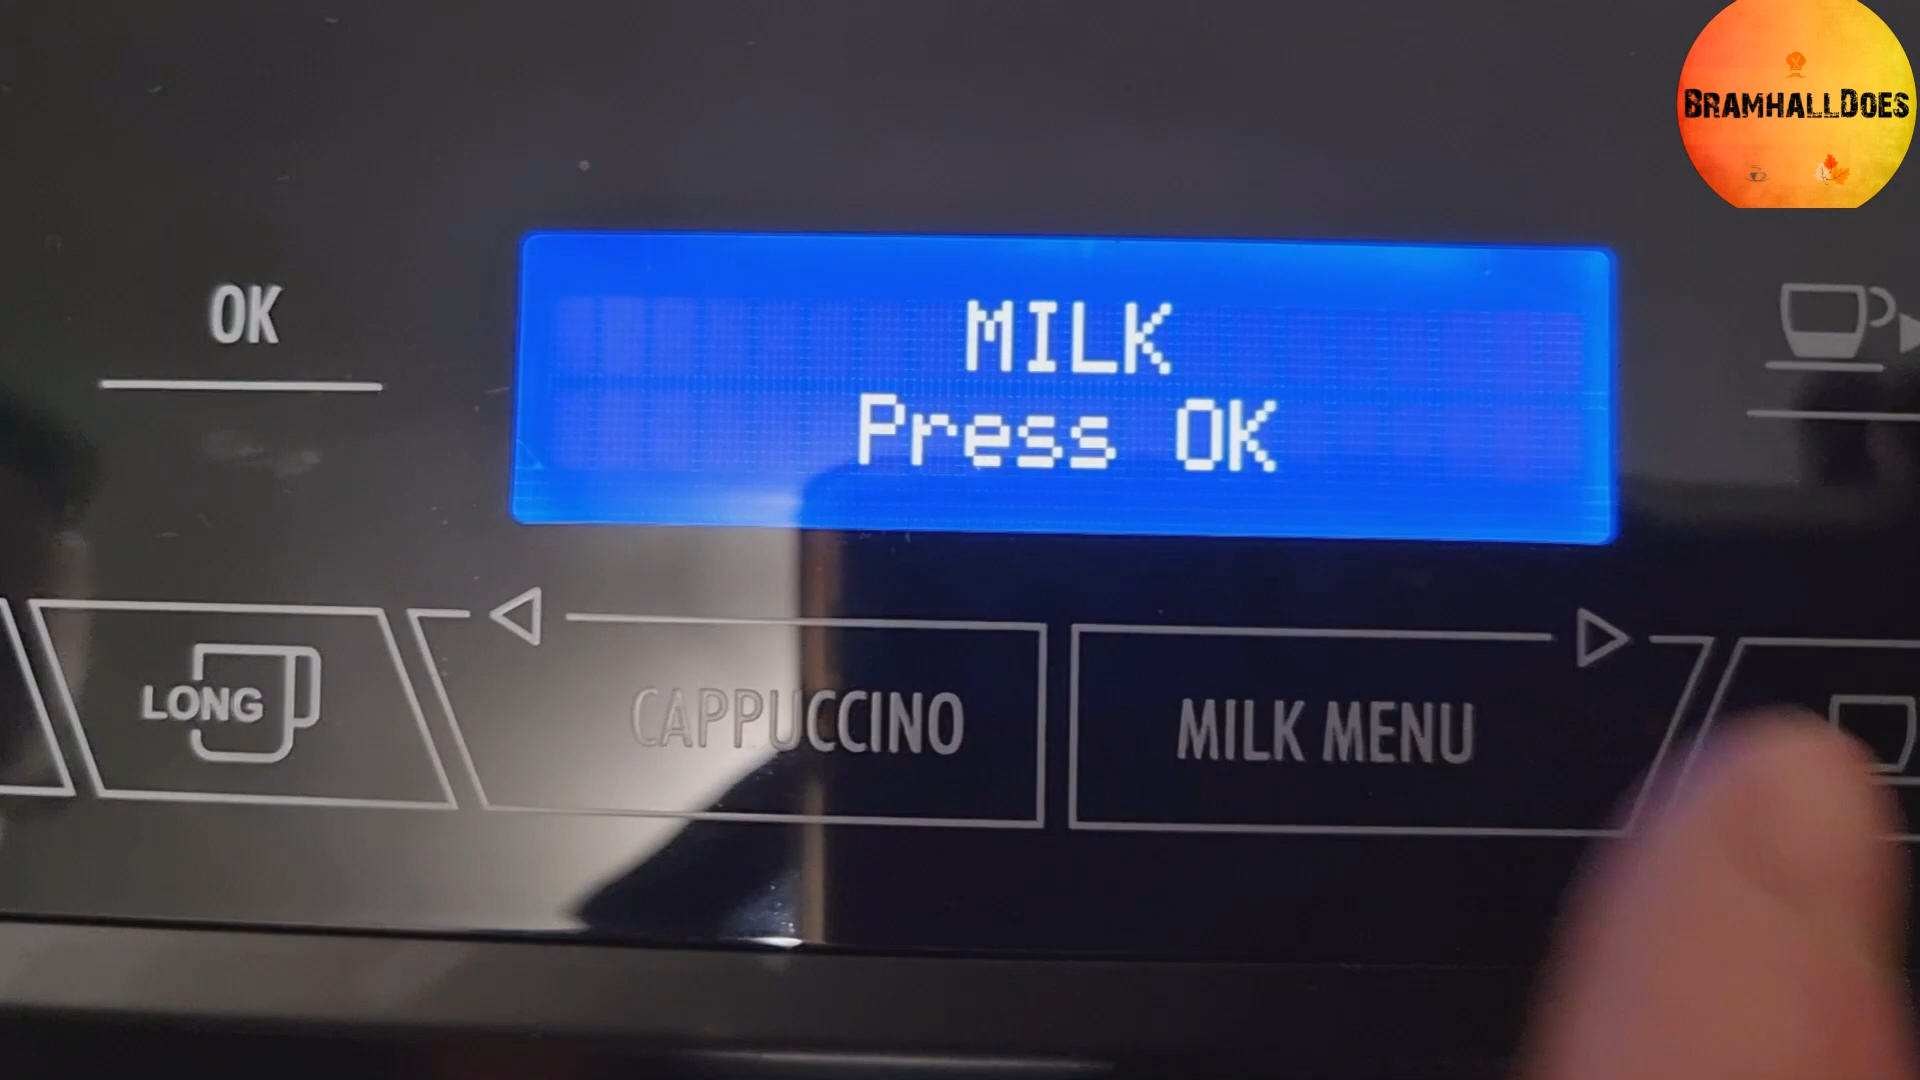 BRAMHALLDOES
OK
MILK
Press OK
LONG
CAPPUCCINO
MILK MENU